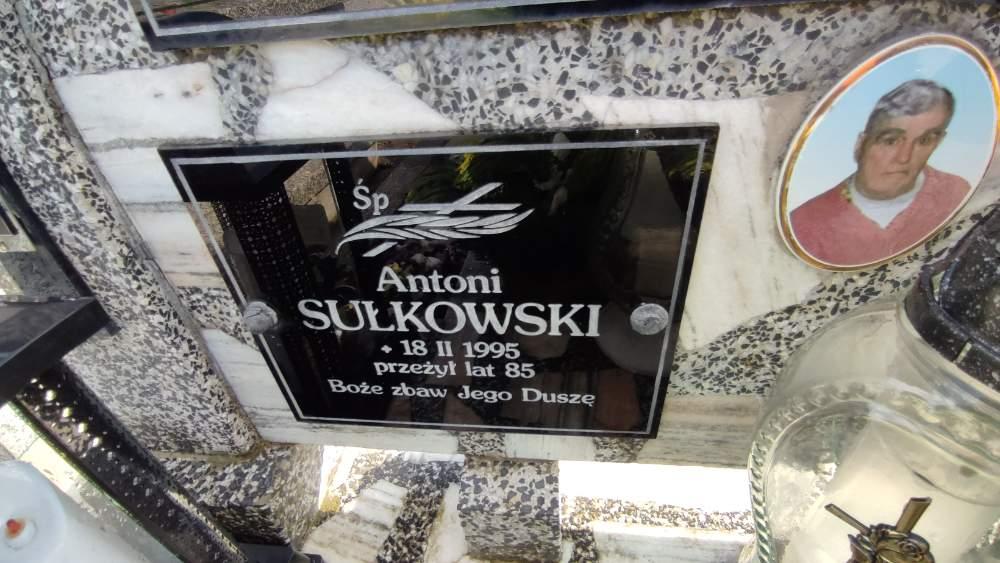 Śp
Antoni
SUŁKOWSKI
+ 18 II 1995
przeżył lat 85
Boże zbaw Jego Duszę